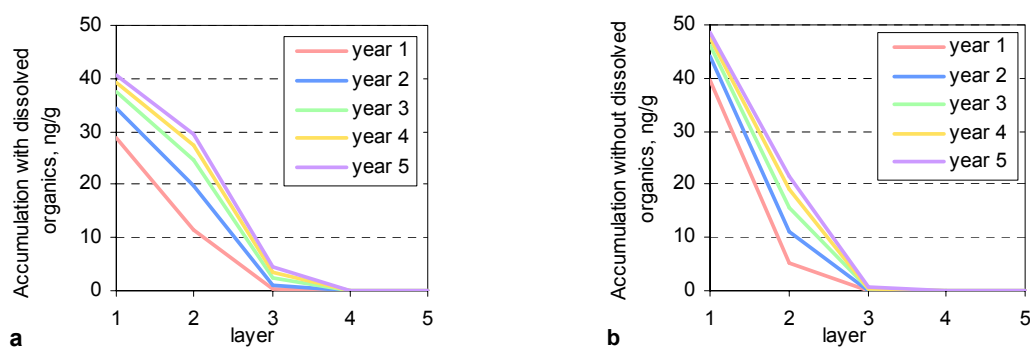 Accumulation with dissolved
organics, ng/g
50
40
30
20
10
0
1 2 3 4 5
layer
year 1
year 2
year 3
year 4
year 5
a
Accumulation without dissolved
organics, ng/g
50
40
30
20
10
0
1 2 3 4 5
layer
year 1
year 2
year 3
year 4
year 5
b